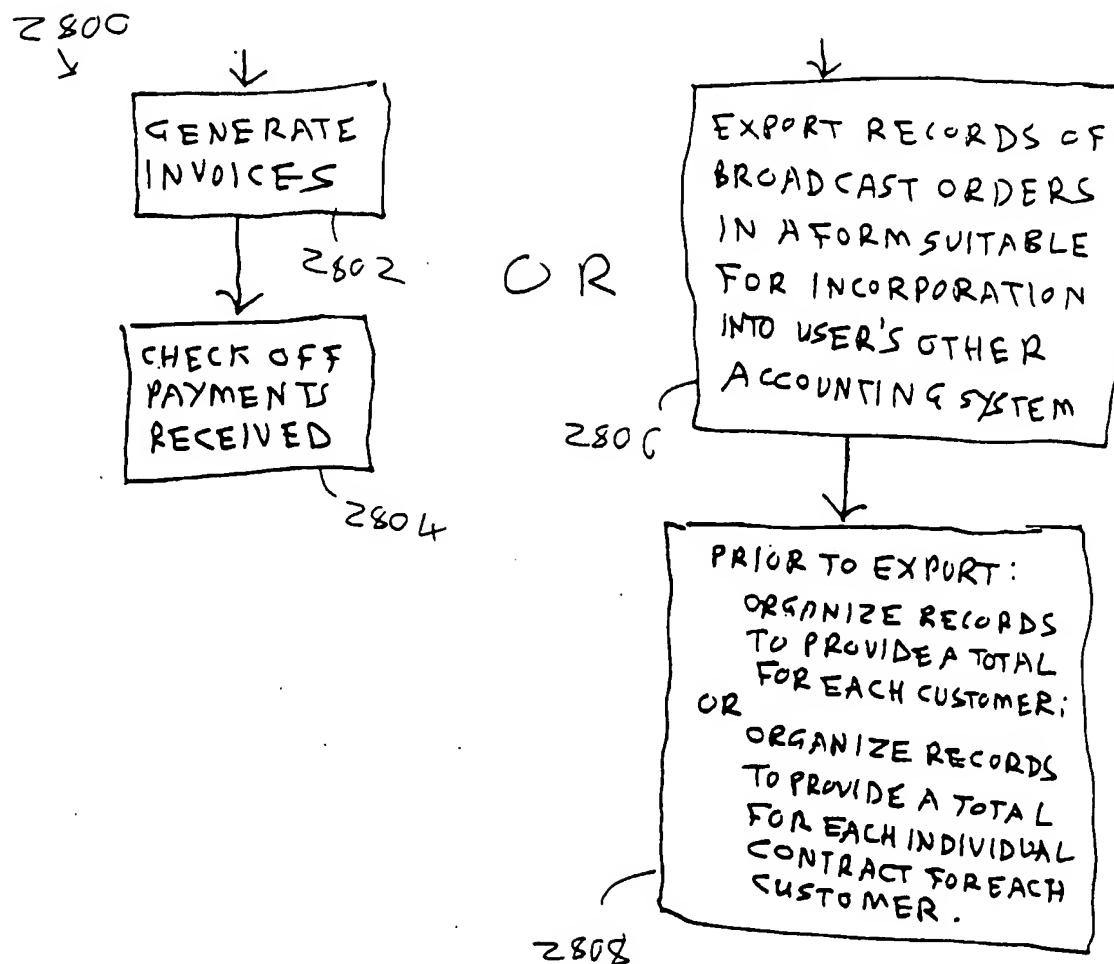 2800
GENERATE
INVOICES
2802
CHECK OFF
PAYMENTS
RECEIVED
2804
OR
EXPORT RECORDS OF
BROADCAST ORDERS
IN A FORM SUITABLE
FOR INCORPORATION
INTO USER'S OTHER
ACCOUNTING SYSTEM
2806
PRIOR TO EXPORT:
ORGANIZE RECORDS
TO PROVIDE A TOTAL
FOR EACH CUSTOMER;
OR
ORGANIZE RECORDS
TO PROVIDE A TOTAL
FOR EACH INDIVIDUAL
CONTRACT FOR EACH
CUSTOMER.
2808